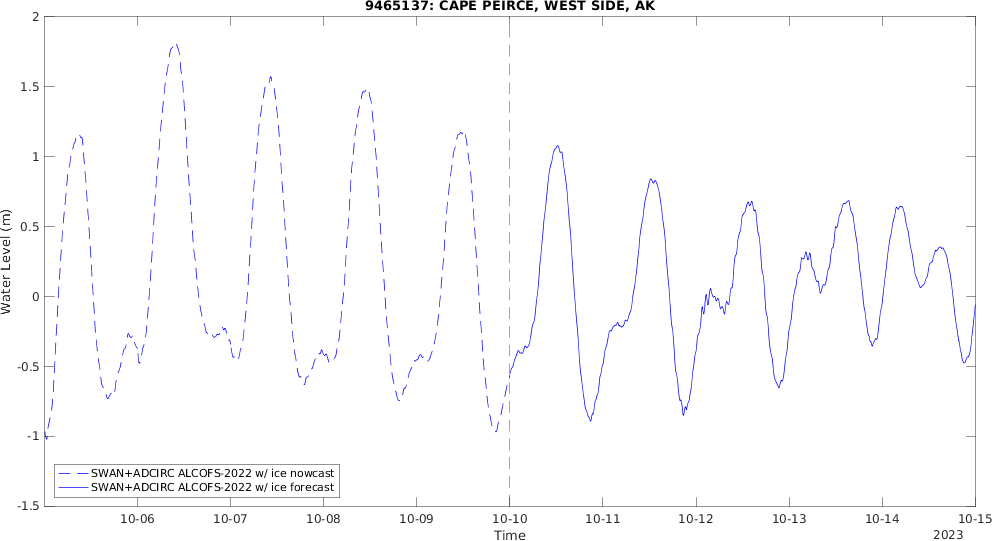 9465137: CAPE PEIRCE, WEST SIDE, AK
2
1.5
1
0.5
0
-0.5
-1
-1.5
Water Level (m)
SWAN+ADCIRC ALCOFS-2022 w/ ice nowcast
SWAN+ADCIRC ALCOFS-2022 w/ ice forecast
10-06 10-07 10-08 10-09 10-10 10-11 10-12 10-13 10-14 10-15
Time
2023